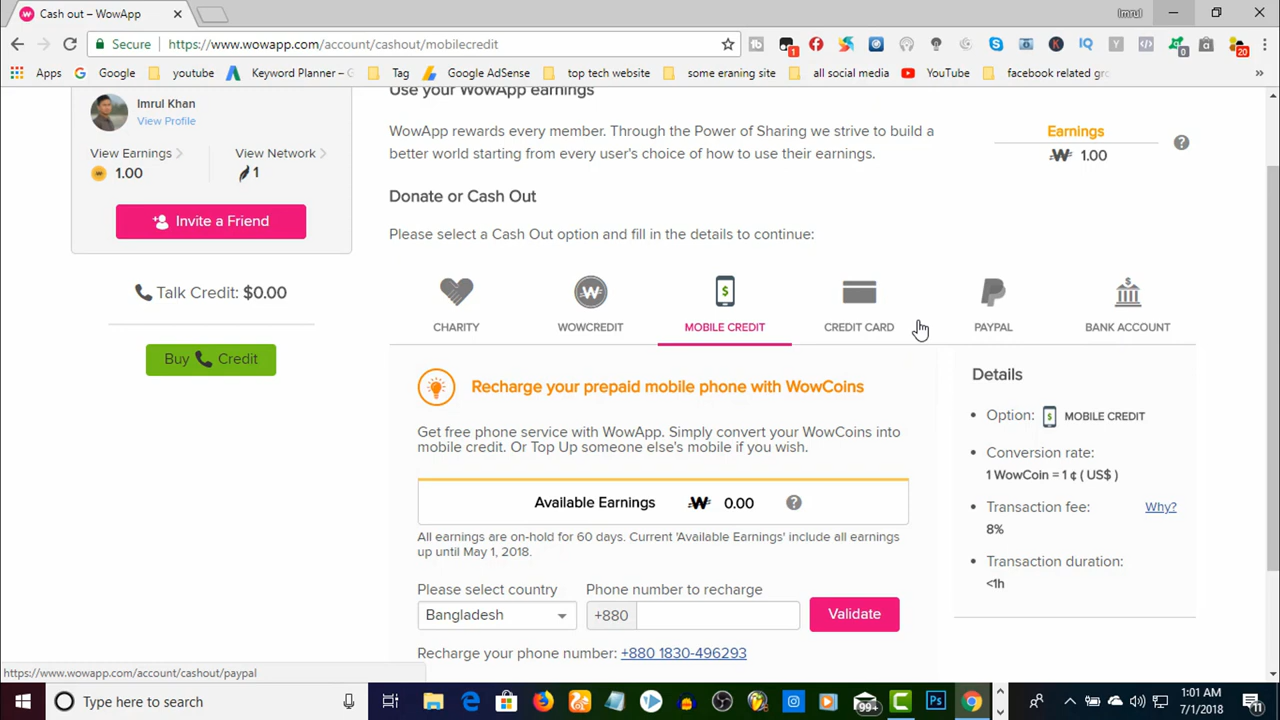 Cash out – WowApp
Imrul
Secure
https://www.wowapp.com/account/cashout/mobilecredit
1
IQ
Y
0
20
Apps
Google
youtube
Keyword Planner – G
Tag
Google AdSense
top tech website
some eraning site
all social media
YouTube
facebook related gr
»
Imrul Khan
View Profile
View Earnings
1.00
View Network
1
Invite a Friend
Talk Credit: $0.00
Buy Credit
Use your WowApp earnings
WowApp rewards every member. Through the Power of Sharing we strive to build a
better world starting from every user's choice of how to use their earnings.
Earnings
1.00
?
Donate or Cash Out
Please select a Cash Out option and fill in the details to continue:
CHARITY
WOWCREDIT
MOBILE CREDIT
CREDIT CARD
PAYPAL
BANK ACCOUNT
Recharge your prepaid mobile phone with WowCoins
Get free phone service with WowApp. Simply convert your WowCoins into
mobile credit. Or Top Up someone else's mobile if you wish.
Available Earnings 0.00 ?
All earnings are on-hold for 60 days. Current 'Available Earnings' include all earnings
up until May 1, 2018.
Please select country
Phone number to recharge
Bangladesh
+880
Validate
Recharge your phone number: +880 1830-496293
Details
Option: MOBILE CREDIT
Conversion rate:
1 WowCoin = 1 ¢ ( US$ )
Transaction fee: Why?
8%
Transaction duration:
<1h
https://www.wowapp.com/account/cashout/paypal
Type here to search
99+
Ps
1:01 AM
7/1/2018
11